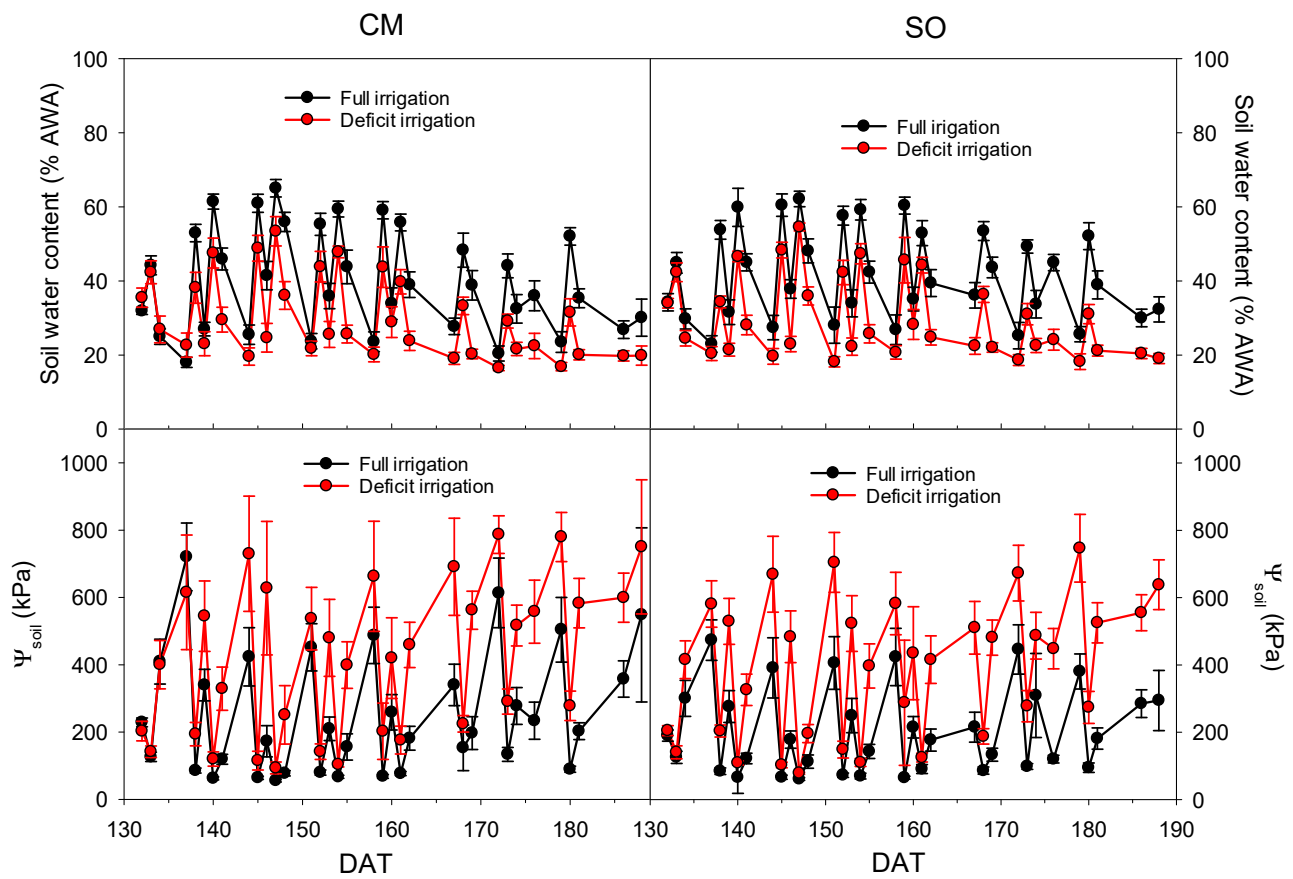 CM
SO
100
80
60
40
20
0
Soil water content (% AWA)
Full irrigation
Deficit irrigation
Full irigation
Deficit irrigation
100
80
60
40
20
0
Soil water content (% AWA)
1000
800
600
400
200
0
Ψsoil (kPa)
Full irrigation
Deficit irrigation
Full irrigation
Deficit irrigation
1000
800
600
400
200
0
Ψsoil (kPa)
130 140 150 160 170 180 130 140 150 160 170 180 190
DAT
DAT